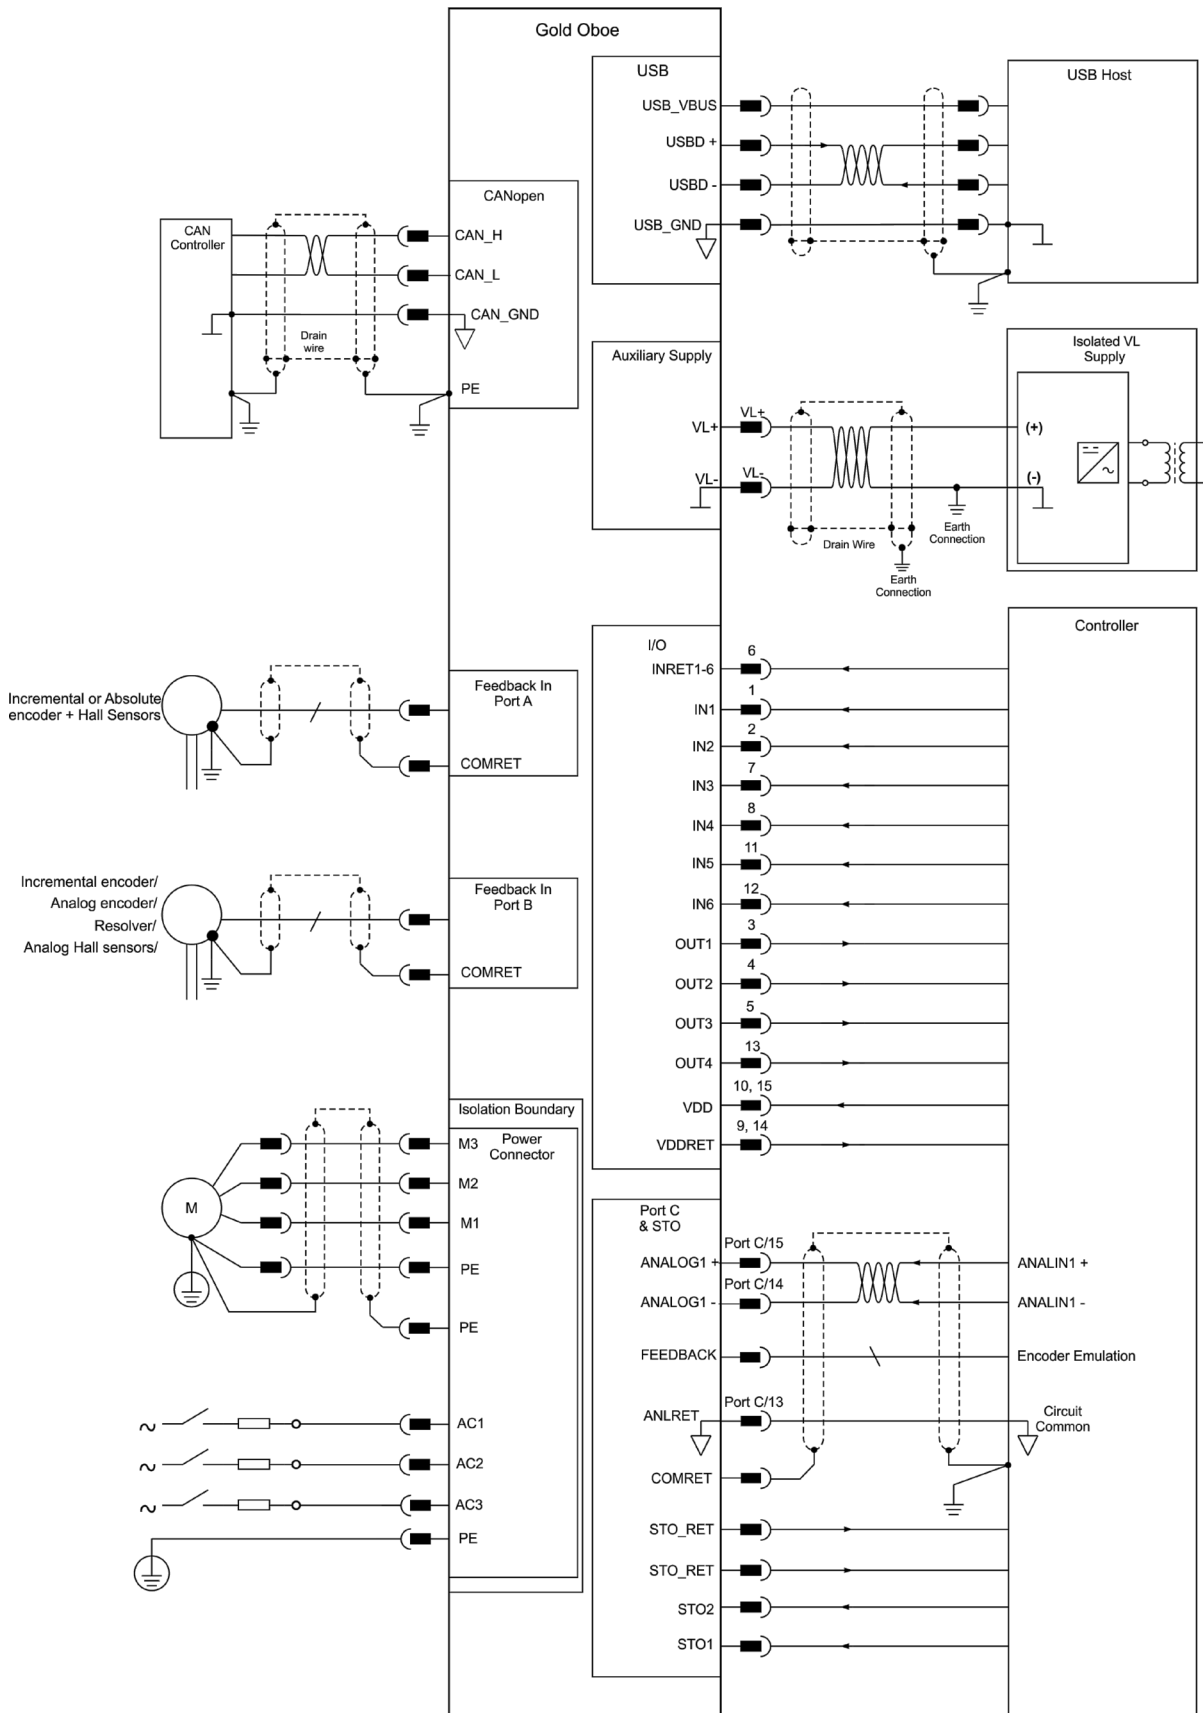 Gold Oboe
USB
USB_VBUS
USBD +
USBD -
USB_GND
USB Host
CANopen
CAN
Controller
CAN_H
CAN_L
CAN_GND
Drain
wire
PE
Auxiliary Supply
VL+
VL+
VL-
VL-
Drain Wire
Earth
Connection
Earth
Connection
Isolated VL
Supply
(+)
(-)
Incremental or Absolute
encoder + Hall Sensors
Feedback In
Port A
COMRET
Incremental encoder/
Analog encoder/
Resolver/
Analog Hall sensors/
Feedback In
Port B
COMRET
I/O
Controller
INRET1-6
6
IN1
1
IN2
2
IN3
7
IN4
8
IN5
11
IN6
12
OUT1
3
OUT2
4
OUT3
5
OUT4
13
VDD
10, 15
VDDRET
9, 14
Isolation Boundary
Power
Connector
M
M3
M2
M1
PE
PE
AC1
AC2
AC3
PE
Port C
& STO
ANALOG1 +
Port C/15
ANALIN1 +
ANALOG1 -
Port C/14
ANALIN1 -
FEEDBACK
Encoder Emulation
ANLRET
Port C/13
Circuit
Common
COMRET
STO_RET
STO_RET
STO2
STO1